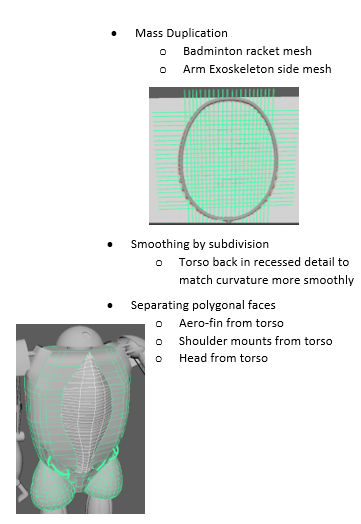 • Mass Duplication
o Badminton racket mesh
o Arm Exoskeleton side mesh
• Smoothing by subdivision
o Torso back in recessed detail to
match curvature more smoothly
• Separating polygonal faces
o Aero-fin from torso
o Shoulder mounts from torso
o Head from torso